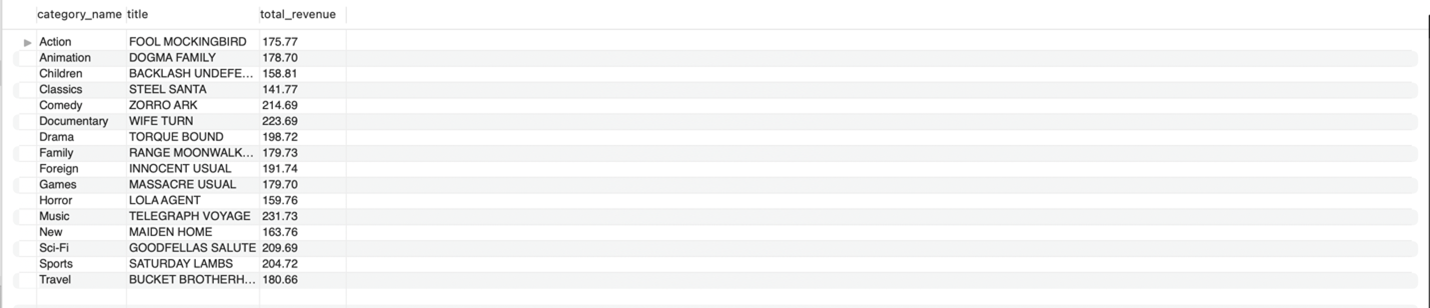 category_name title total_revenue
Action FOOL MOCKINGBIRD 175.77
Animation DOGMA FAMILY 178.70
Children BACKLASH UNDEFE... 158.81
Classics STEEL SANTA 141.77
Comedy ZORRO ARK 214.69
Documentary WIFE TURN 223.69
Drama TORQUE BOUND 198.72
Family RANGE MOONWALK... 179.73
Foreign INNOCENT USUAL 191.74
Games MASSACRE USUAL 179.70
Horror LOLA AGENT 159.76
Music TELEGRAPH VOYAGE 231.73
New MAIDEN HOME 163.76
Sci-Fi GOODFELLAS SALUTE 209.69
Sports SATURDAY LAMBS 204.72
Travel BUCKET BROTHERH... 180.66